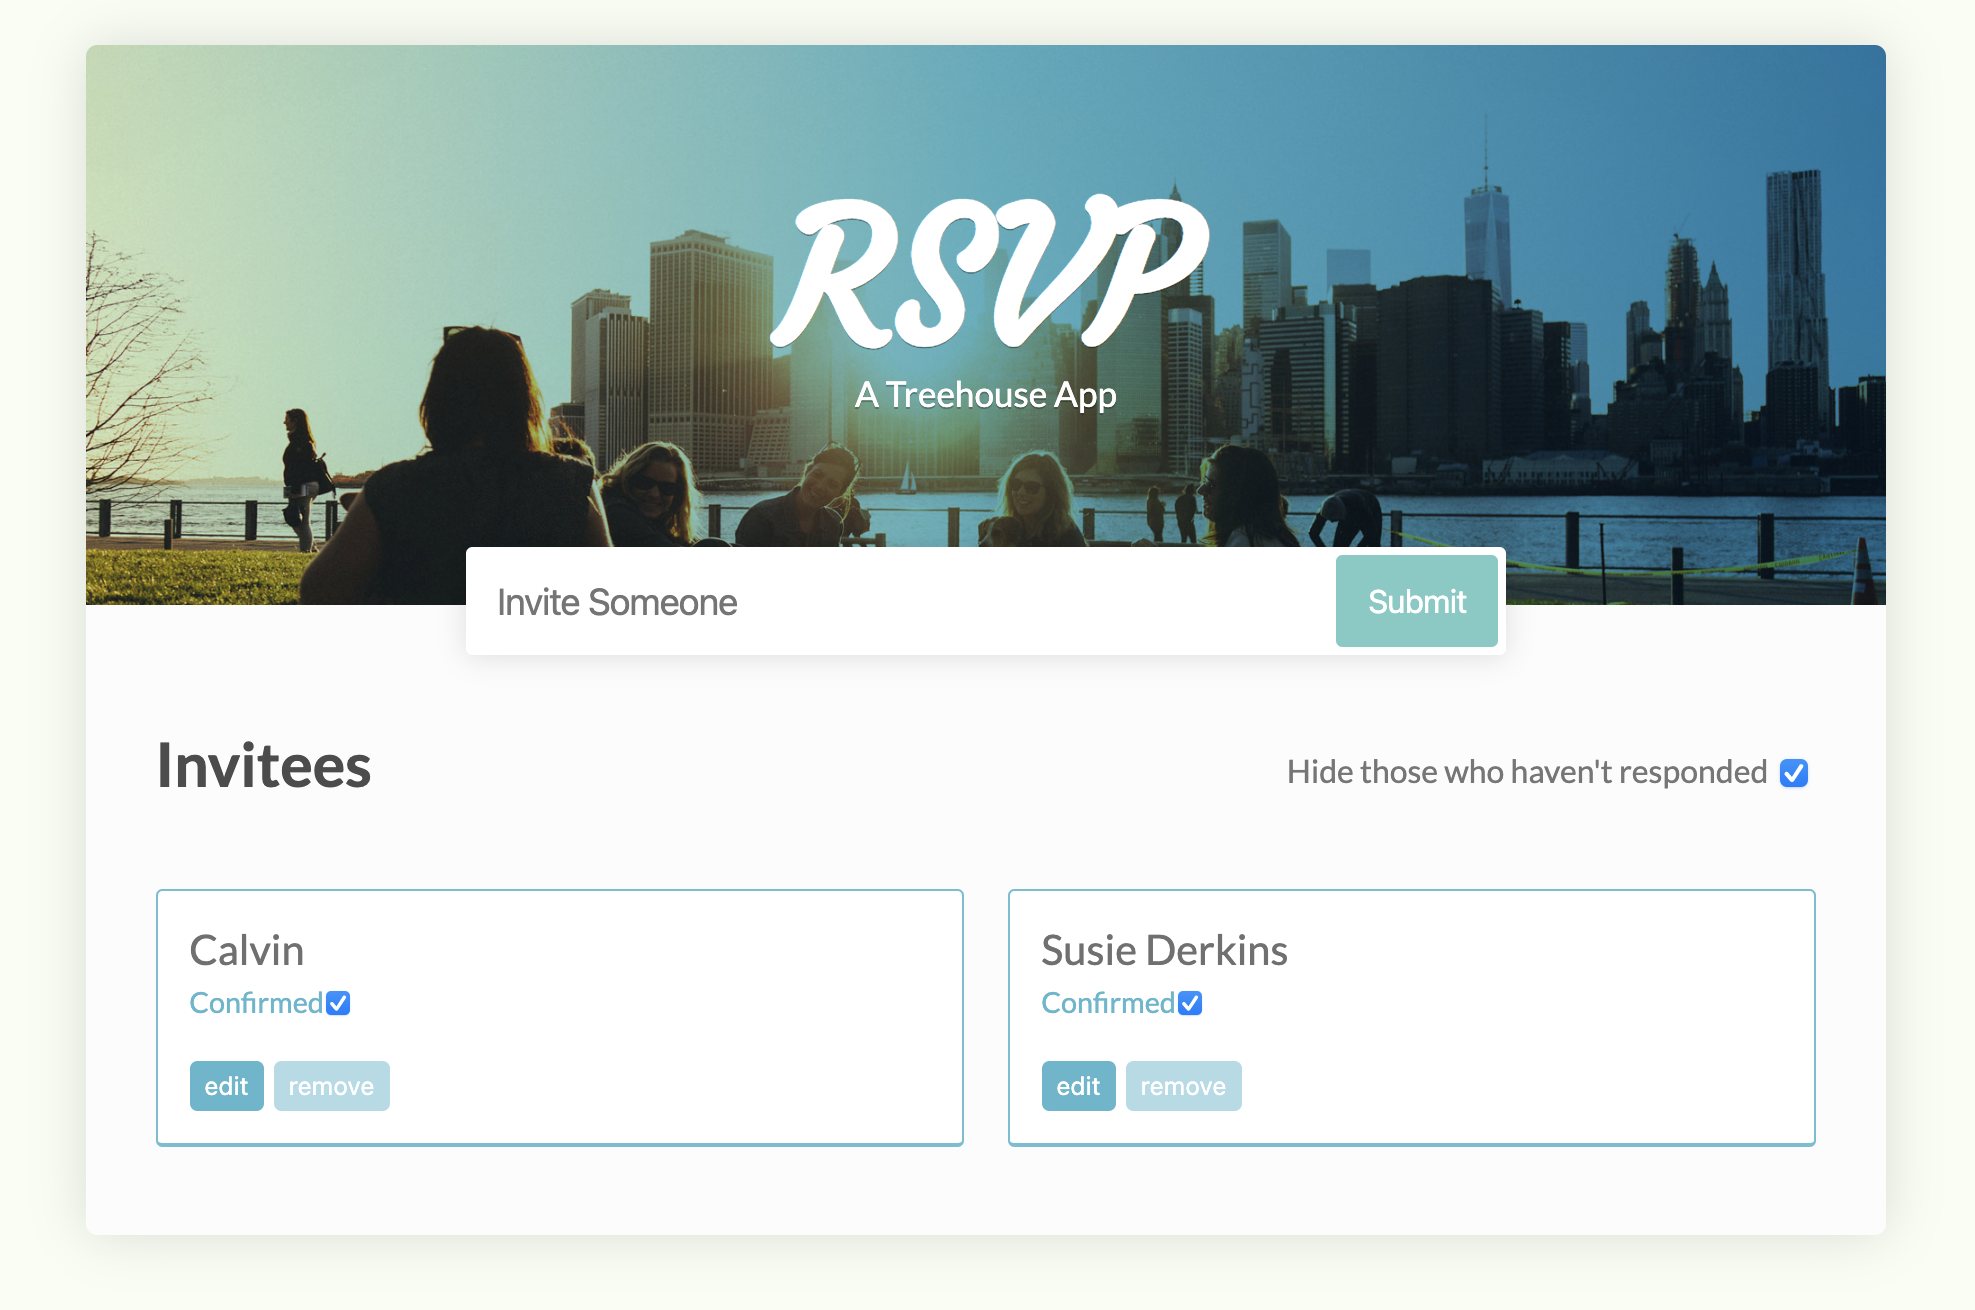 RSVP
A Treehouse App
Invite Someone
Submit
Invitees
Hide those who haven't responded
Calvin
Confirmed
edit remove
Susie Derkins
Confirmed
edit remove